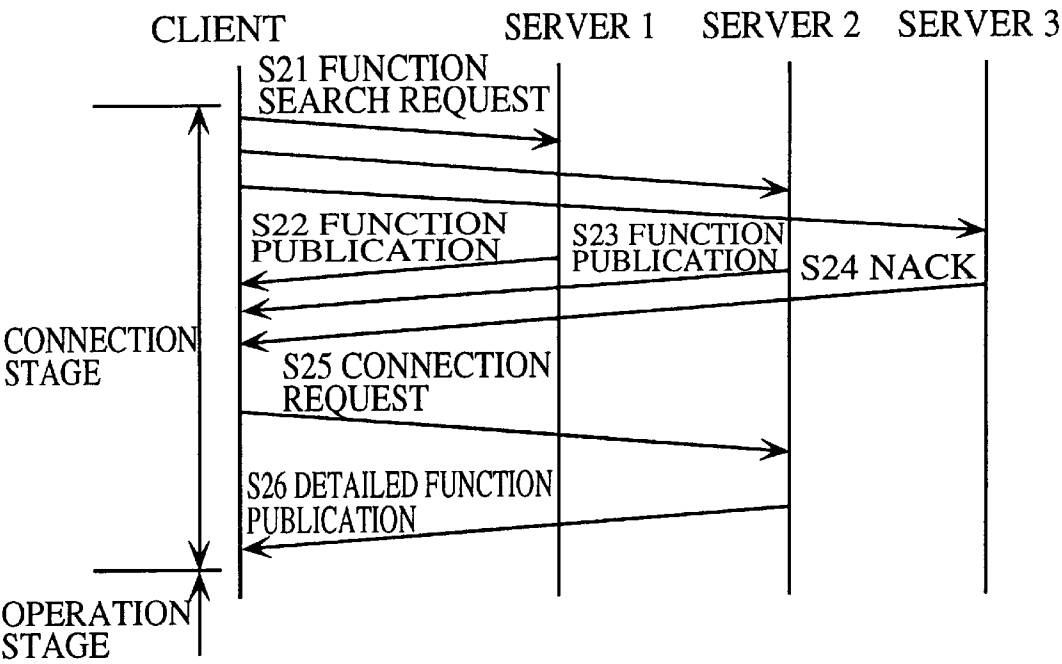 CLIENT
SERVER 1
SERVER 2
SERVER 3
S21 FUNCTION
SEARCH REQUEST
S22 FUNCTION
PUBLICATION
S23 FUNCTION
PUBLICATION
S24 NACK
CONNECTION
STAGE
S25 CONNECTION
REQUEST
S26 DETAILED FUNCTION
PUBLICATION
OPERATION
STAGE